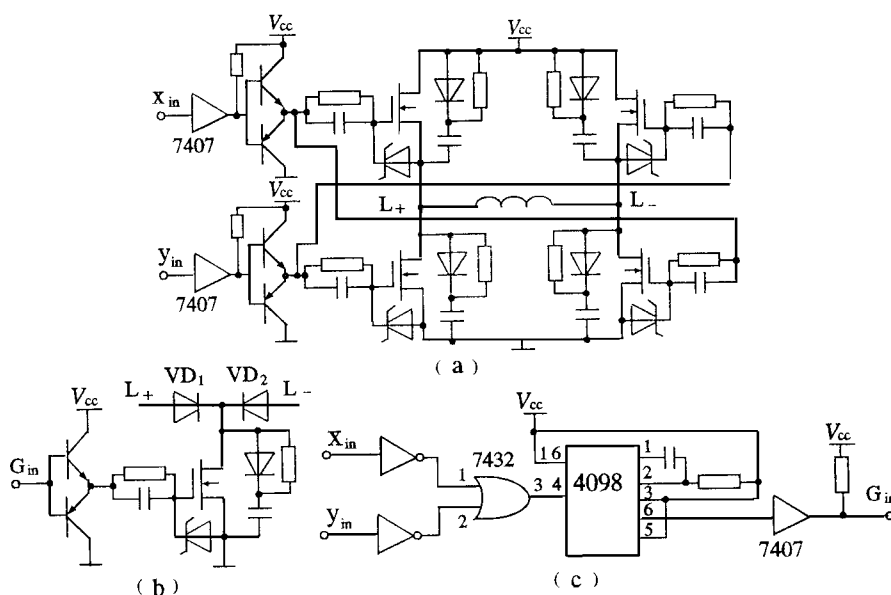 Vcc
Vcc
Xin
7407
Vcc
L+
L−
yin
7407
(a)
L+ VD1 VD2 L−
Vcc
Gin
(b)
Vcc
Xin
7432
1
2
3 4
16
4098
1
2
3
6
5
yin
7407
Vcc
Gin
(c)